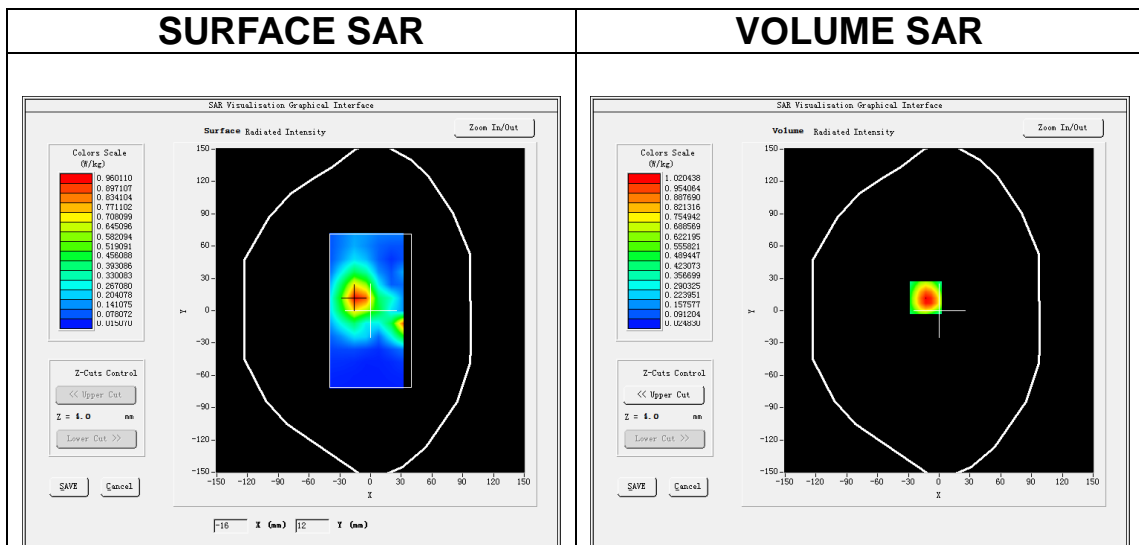 SURFACE SAR
SAR Visualisation Graphical Interface
Surface Radiated Intensity
Zoom In/Out
Colors Scale
(W/kg)
0.960110
0.897107
0.834104
0.771102
0.708099
0.645096
0.582094
0.519091
0.456088
0.393086
0.330083
0.267080
0.204078
0.141075
0.078072
0.015070
Z-Cuts Control
<< Upper Cut
Z = 4.0 mm
Lower Cut >>
SAVE Cancel
150
120
90
60
30
0
-30
-60
-90
-120
-150
Y
-150 -120 -90 -60 -30 0 30 60 90 120 150
X
-16 X (mm) 12 Y (mm)
VOLUME SAR
SAR Visualisation Graphical Interface
Volume Radiated Intensity
Zoom In/Out
Colors Scale
(W/kg)
1.020438
0.954064
0.887690
0.821316
0.754942
0.688569
0.622195
0.555821
0.489447
0.423073
0.356699
0.290325
0.223951
0.157577
0.091204
0.024830
Z-Cuts Control
<< Upper Cut
Z = 4.0 mm
Lower Cut >>
SAVE Cancel
150
120
90
60
30
0
-30
-60
-90
-120
-150
Y
-150 -120 -90 -60 -30 0 30 60 90 120 150
X